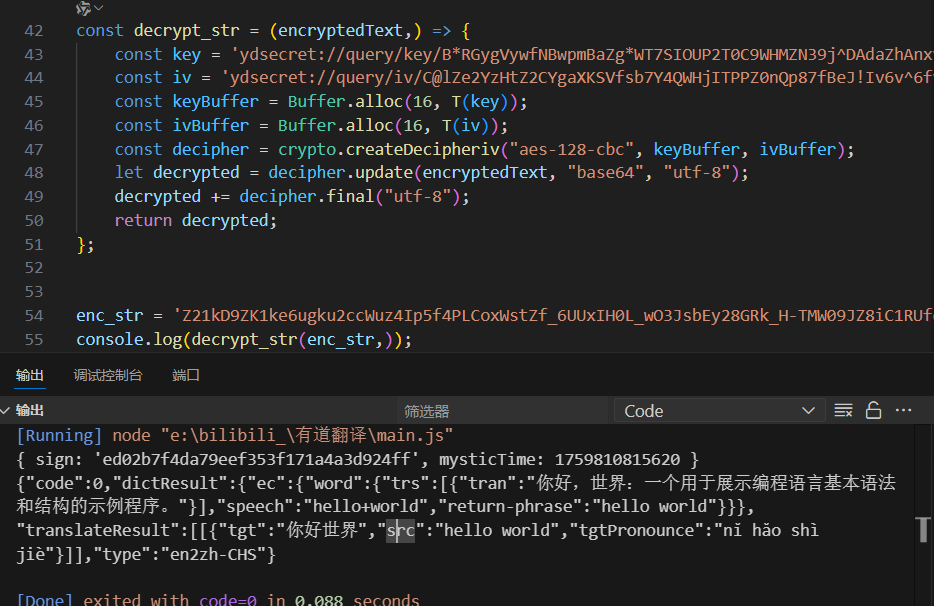 42 const decrypt_str = (encryptedText,) => {
43 const key = 'ydsecret://query/key/B*RGygVywfNBwpmBaZg*WT7SIOUP2T0C9WHMZN39j^DAdaZhAnx
44 const iv = 'ydsecret://query/iv/C@lZe2YzHtZ2CYgaXKSVfsb7Y4QWHjITPPZ0nQp87fBeJ!Iv6v^6f
45 const keyBuffer = Buffer.alloc(16, T(key));
46 const ivBuffer = Buffer.alloc(16, T(iv));
47 const decipher = crypto.createDecipheriv("aes-128-cbc", keyBuffer, ivBuffer);
48 let decrypted = decipher.update(encryptedText, "base64", "utf-8");
49 decrypted += decipher.final("utf-8");
50 return decrypted;
51 };
52
53
54 enc_str = 'Z21kD9ZK1ke6ugku2ccWuz4Ip5f4PLCoxWstZf_6UUxIH0L_wO3JsbEy28GRk_H-TMW09JZ8iC1RUf
55 console.log(decrypt_str(enc_str,));
输出 调试控制台 端口
输出 筛选器 Code
[Running] node "e:\bilibili_\有道翻译\main.js"
{ sign: 'ed02b7f4da79eef353f171a4a3d924ff', mysticTime: 1759810815620 }
{"code":0,"dictResult":{"ec":{"word":{"trs":[{"tran":"你好，世界：一个用于展示编程语言基本语法
和结构的示例程序。"}],"speech":"hello+world","return-phrase":"hello world"}}},
"translateResult":[[{"tgt":"你好世界","src":"hello world","tgtPronounce":"nǐ hǎo shì
jiè"}]],"type":"en2zh-CHS"}
[Done] exited with code=0 in 0.088 seconds